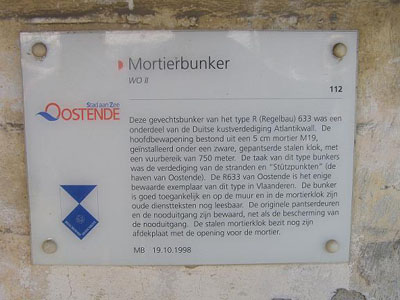 Mortierbunker
WO II
112
Stad aan Zee
OOSTENDE
Deze gevechtsbunker van het type R (Regelbau) 633 was een
onderdeel van de Duitse kustverdediging Atlantikwall. De
hoofdbewapening bestond uit een 5 cm mortier M19,
geïnstalleerd onder een zware, gepantserde stalen klok, met
een vuurbereik van 750 meter. De taak van dit type bunkers
was de verdediging van de stranden en "Stützpunkten" (de
haven van Oostende). De R633 van Oostende is het enige
bewaarde exemplaar van dit type in Vlaanderen. De bunker
is goed toegankelijk en op de muur en in de mortierklok zijn
oude diensttteksten nog leesbaar. De originele pantserdeuren
en de nooduitgang zijn bewaard, net als de bescherming van
de nooduitgang. De stalen mortierklok bezit nog zijn
afdekplaat met de opening voor de mortier.
MB 19.10.1998